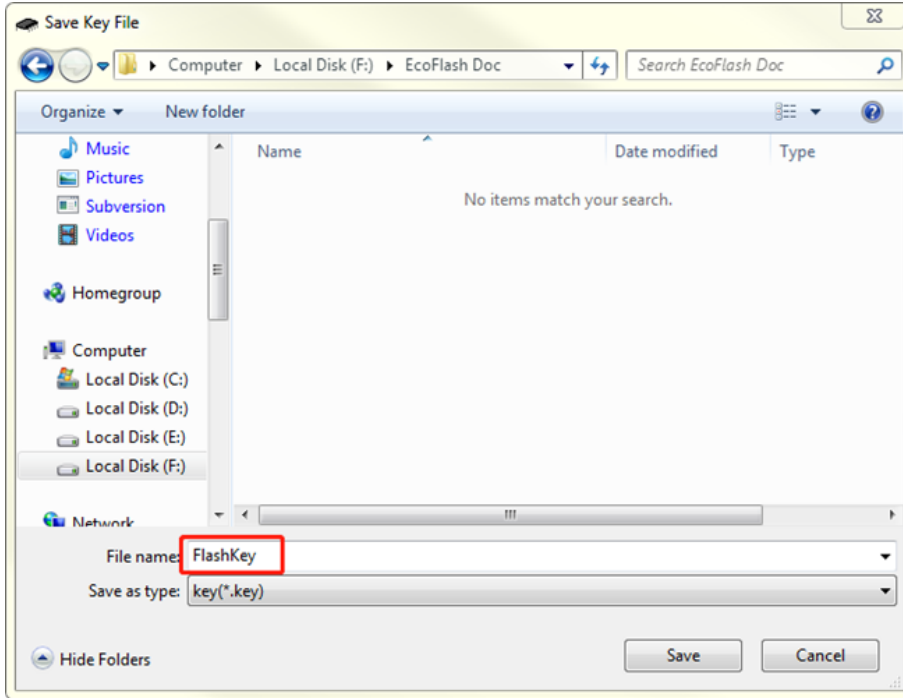 Save Key File
Computer Local Disk (F:) EcoFlash Doc Search EcoFlash Doc
Organize New folder
Music
Pictures
Subversion
Videos
Homegroup
Computer
Local Disk (C:)
Local Disk (D:)
Local Disk (E:)
Local Disk (F:)
Network
Name Date modified Type
No items match your search.
File name: FlashKey
Save as type: key(*.key)
Hide Folders Save Cancel